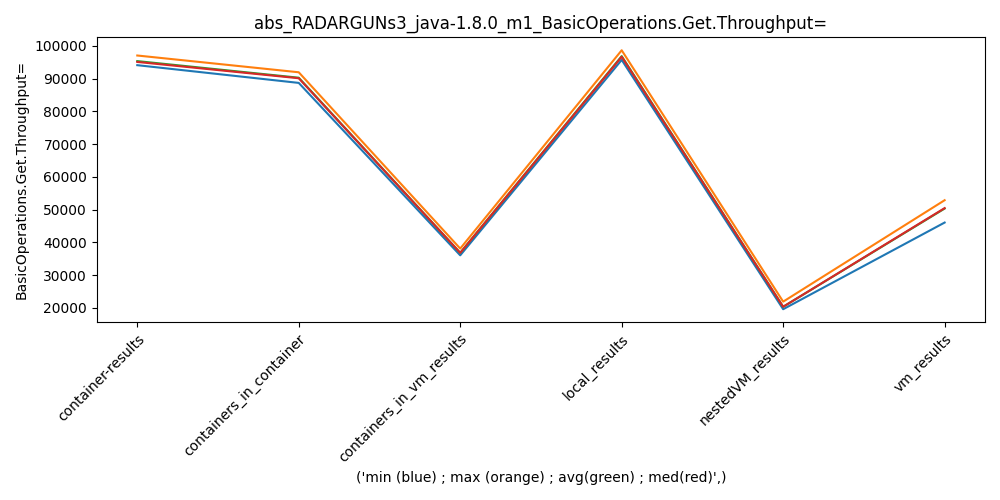 abs_RADARGUNs3_java-1.8.0_m1_BasicOperations.Get.Throughput=
BasicOperations.Get.Throughput=
100000
90000
80000
70000
60000
50000
40000
30000
20000
container-results
containers_in_container
containers_in_vm_results
local_results
nestedVM_results
vm_results
('min (blue) ; max (orange) ; avg(green) ; med(red)',)